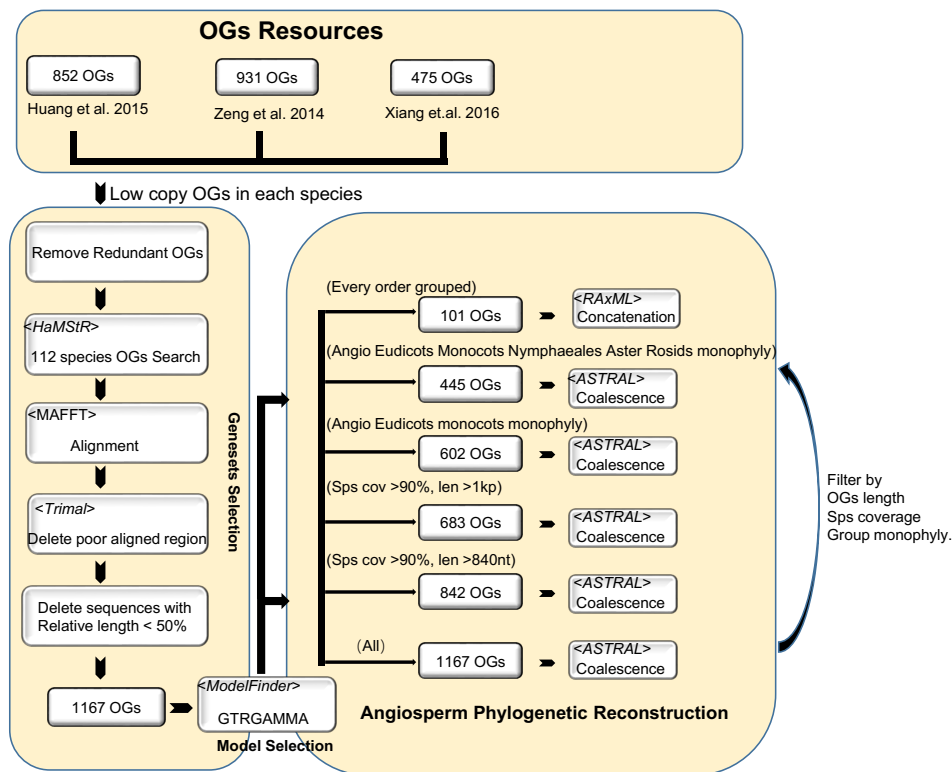 OGs Resources
852 OGs
931 OGs
475 OGs
Huang et al. 2015
Zeng et al. 2014
Xiang et.al. 2016
Low copy OGs in each species
Remove Redundant OGs
<HaMStR>
112 species OGs Search
<MAFFT>
Alignment
<Trimal>
Delete poor aligned region
Delete sequences with
Relative length < 50%
1167 OGs
<ModelFinder>
GTRGAMMA
Model Selection
Genesets Selection
(Every order grouped)
101 OGs
<RAxML>
Concatenation
(Angio Eudicots Monocots Nymphaeales Aster Rosids monophyly)
445 OGs
<ASTRAL>
Coalescence
(Angio Eudicots monocots monophyly)
602 OGs
<ASTRAL>
Coalescence
(Sps cov >90%, len >1kp)
683 OGs
<ASTRAL>
Coalescence
(Sps cov >90%, len >840nt)
842 OGs
<ASTRAL>
Coalescence
(All)
1167 OGs
<ASTRAL>
Coalescence
Angiosperm Phylogenetic Reconstruction
Filter by
OGs length
Sps coverage
Group monophyly.